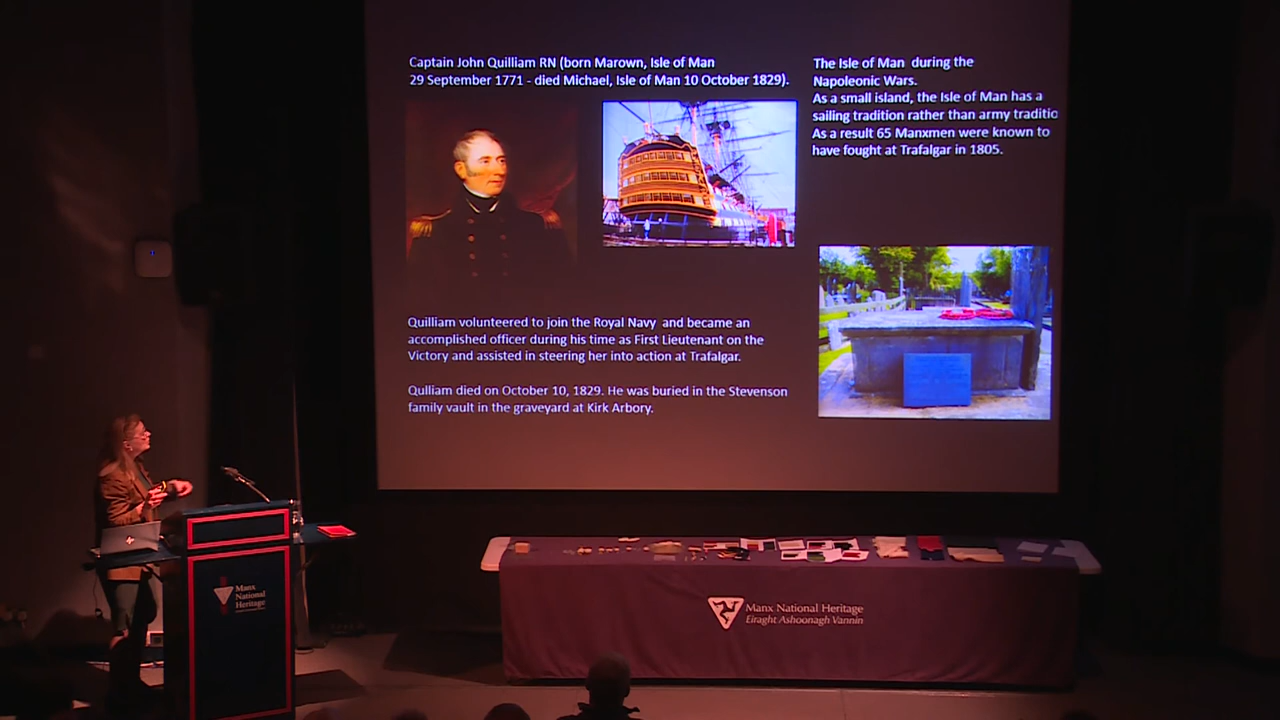 Captain John Quilliam RN (born Marown, Isle of Man
29 September 1771 - died Michael, Isle of Man 10 October 1829).
The Isle of Man during the
Napoleonic Wars.
As a small island, the Isle of Man has a
sailing tradition rather than army traditio
As a result 65 Manxmen were known to
have fought at Trafalgar in 1805.
Quilliam volunteered to join the Royal Navy and became an
accomplished officer during his time as First Lieutenant on the
Victory and assisted in steering her into action at Trafalgar.
Qulliam died on October 10, 1829. He was buried in the Stevenson
family vault in the graveyard at Kirk Arbory.
Manx
National
Heritage
Manx National Heritage
Eiraght Ashoonagh Vannin